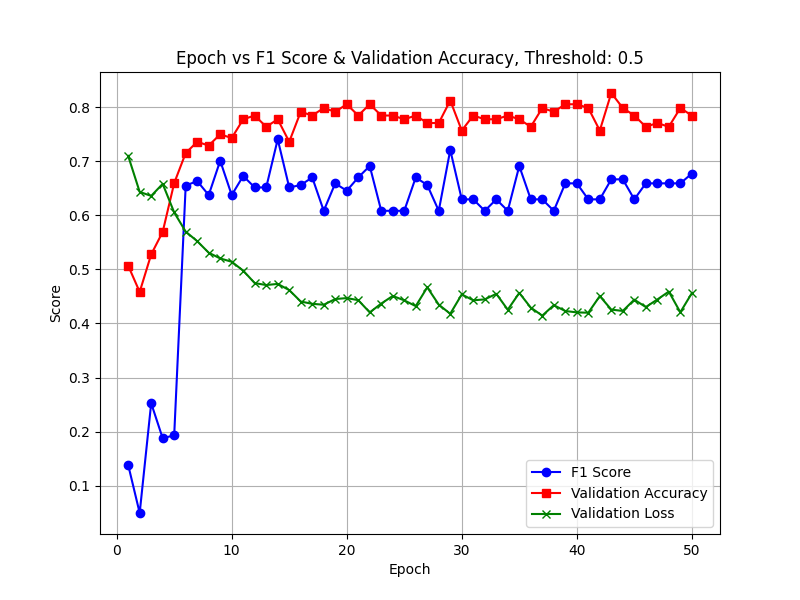 Epoch vs F1 Score & Validation Accuracy, Threshold: 0.5
Score
0.8
0.7
0.6
0.5
0.4
0.3
0.2
0.1
F1 Score
Validation Accuracy
Validation Loss
0 10 20 30 40 50
Epoch